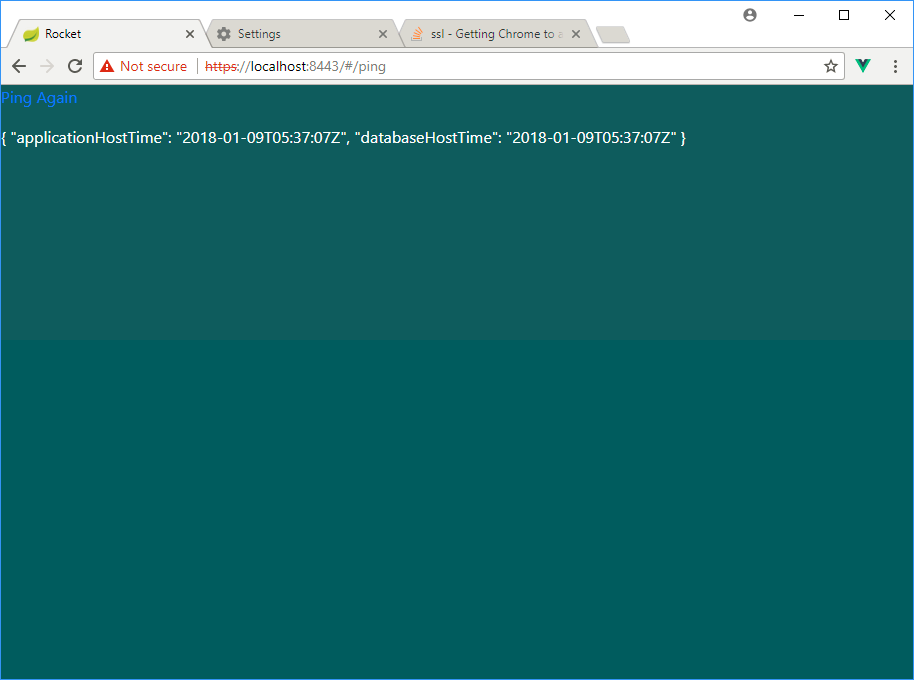 Rocket
Settings
ssl - Getting Chrome to a
Not secure
https://localhost:8443/#/ping
Ping Again
{ "applicationHostTime": "2018-01-09T05:37:07Z", "databaseHostTime": "2018-01-09T05:37:07Z" }